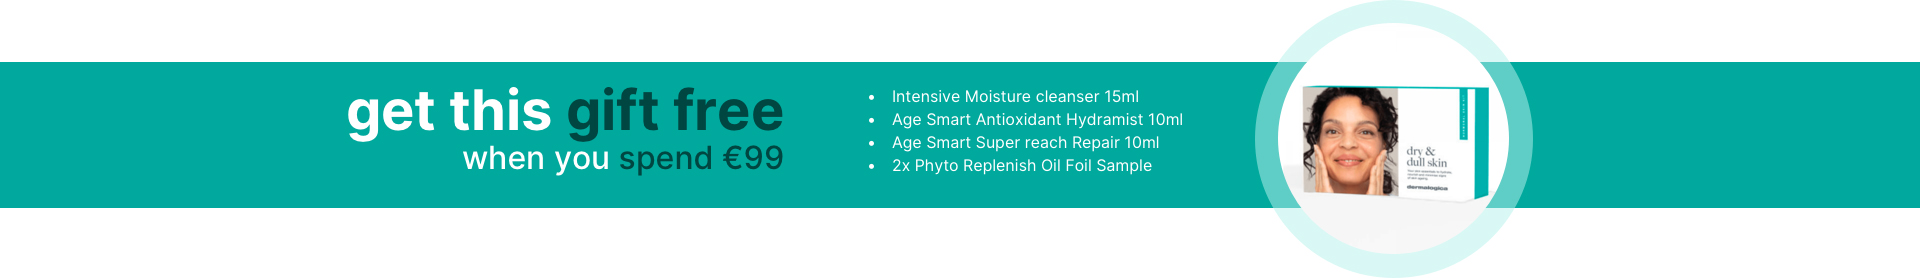 get this gift free
when you spend €99
Intensive Moisture cleanser 15ml
Age Smart Antioxidant Hydramist 10ml
Age Smart Super reach Repair 10ml
2x Phyto Replenish Oil Foil Sample
dry &
dull skin
dermalogica